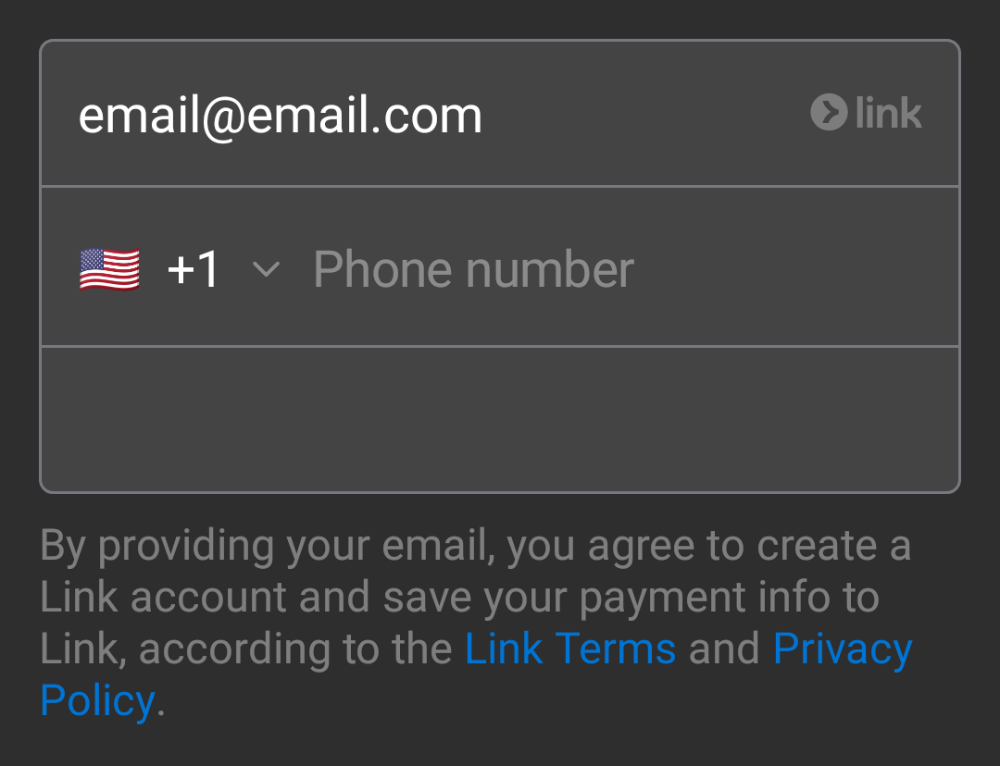 email@email.com link
+1 Phone number
By providing your email, you agree to create a
Link account and save your payment info to
Link, according to the Link Terms and Privacy
Policy.